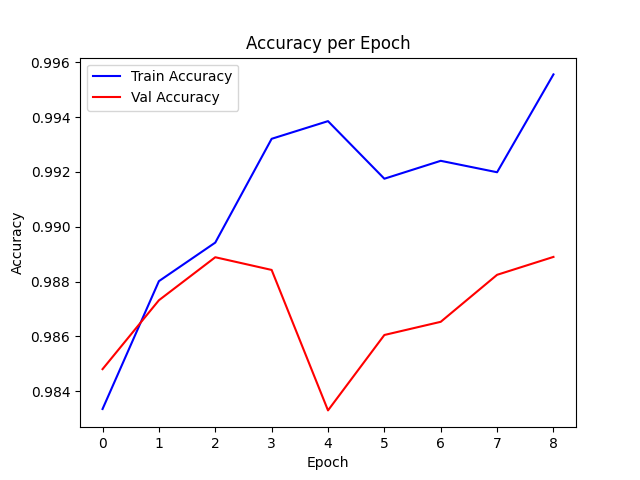 Accuracy per Epoch
Train Accuracy
Val Accuracy
0.996
0.994
0.992
0.990
0.988
0.986
0.984
Accuracy
0 1 2 3 4 5 6 7 8
Epoch